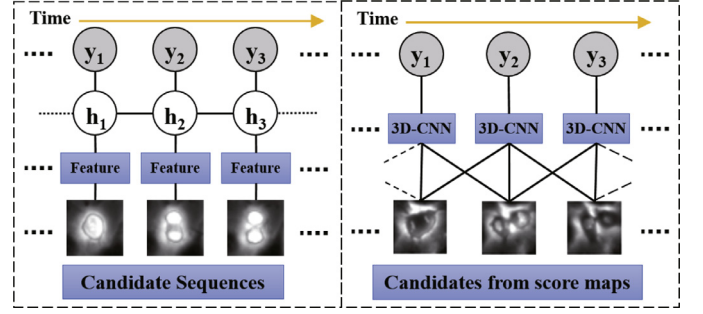 Time
y1 y2 y3
h1 h2 h3
Feature Feature Feature
Candidate Sequences
Time
y1 y2 y3
3D-CNN 3D-CNN 3D-CNN
Candidates from score maps